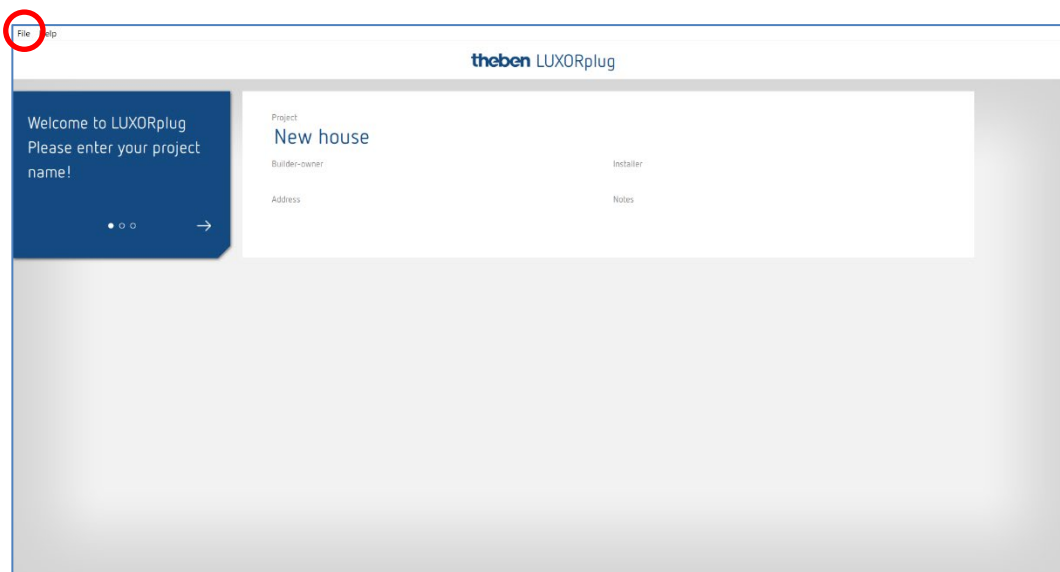 File Help
theben LUXORplug
Welcome to LUXORplug
Please enter your project
name!
Project
New house
Builder-owner
Installer
Address
Notes